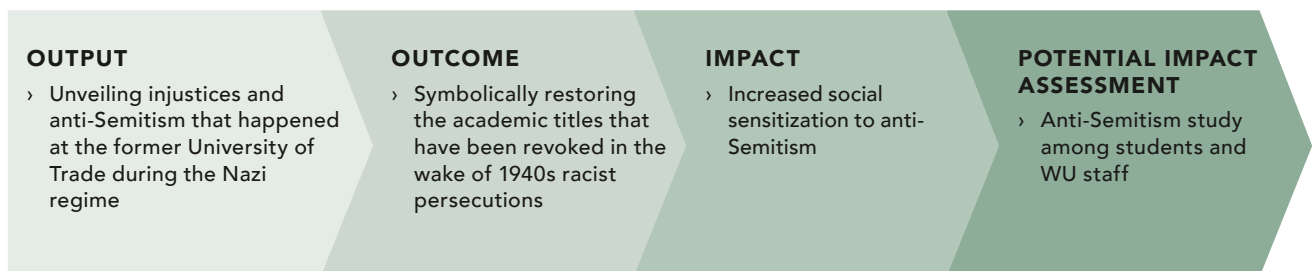 OUTPUT
› Unveiling injustices and
anti-Semitism that happened
at the former University of
Trade during the Nazi
regime
OUTCOME
› Symbolically restoring
the academic titles that
have been revoked in the
wake of 1940s racist
persecutions
IMPACT
› Increased social
sensitization to anti-
Semitism
POTENTIAL IMPACT
ASSESSMENT
› Anti-Semitism study
among students and
WU staff